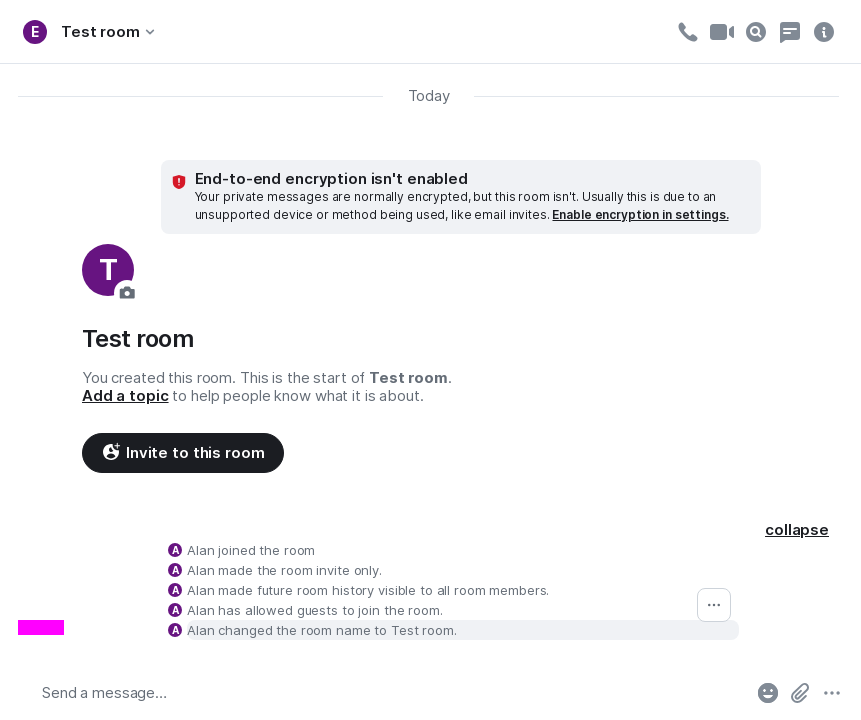 E Test room
Today
End-to-end encryption isn't enabled
Your private messages are normally encrypted, but this room isn't. Usually this is due to an
unsupported device or method being used, like email invites. Enable encryption in settings.
T
Test room
You created this room. This is the start of Test room.
Add a topic to help people know what it is about.
Invite to this room
collapse
A Alan joined the room
A Alan made the room invite only.
A Alan made future room history visible to all room members.
A Alan has allowed guests to join the room.
A Alan changed the room name to Test room.
Send a message…